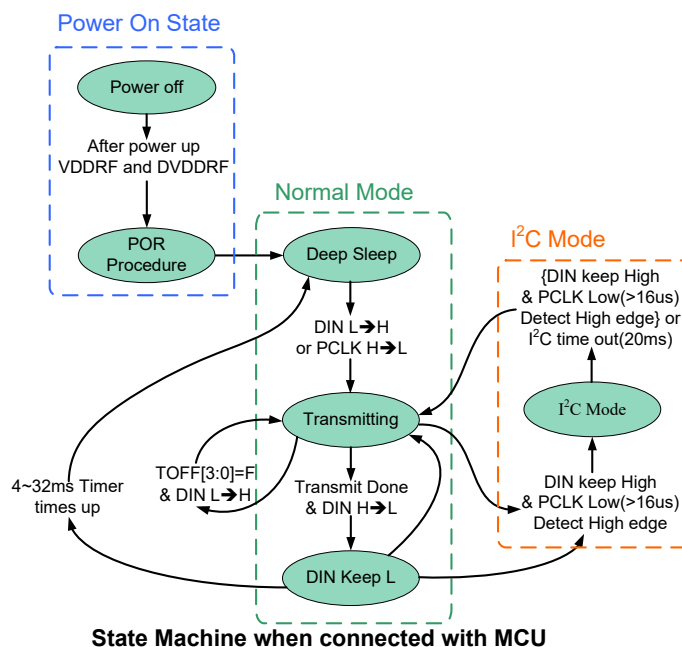 Power On State
Power off
After power up
VDDRF and DVDDRF
POR
Procedure
Normal Mode
Deep Sleep
DIN L➔H
or PCLK H➔L
Transmitting
TOFF[3:0]=F
& DIN L➔H
Transmit Done
& DIN H➔L
DIN Keep L
4~32ms Timer
times up
I²C Mode
{DIN keep High
& PCLK Low(>16us)
Detect High edge} or
I²C time out(20ms)
I²C Mode
DIN keep High
& PCLK Low(>16us)
Detect High edge
State Machine when connected with MCU